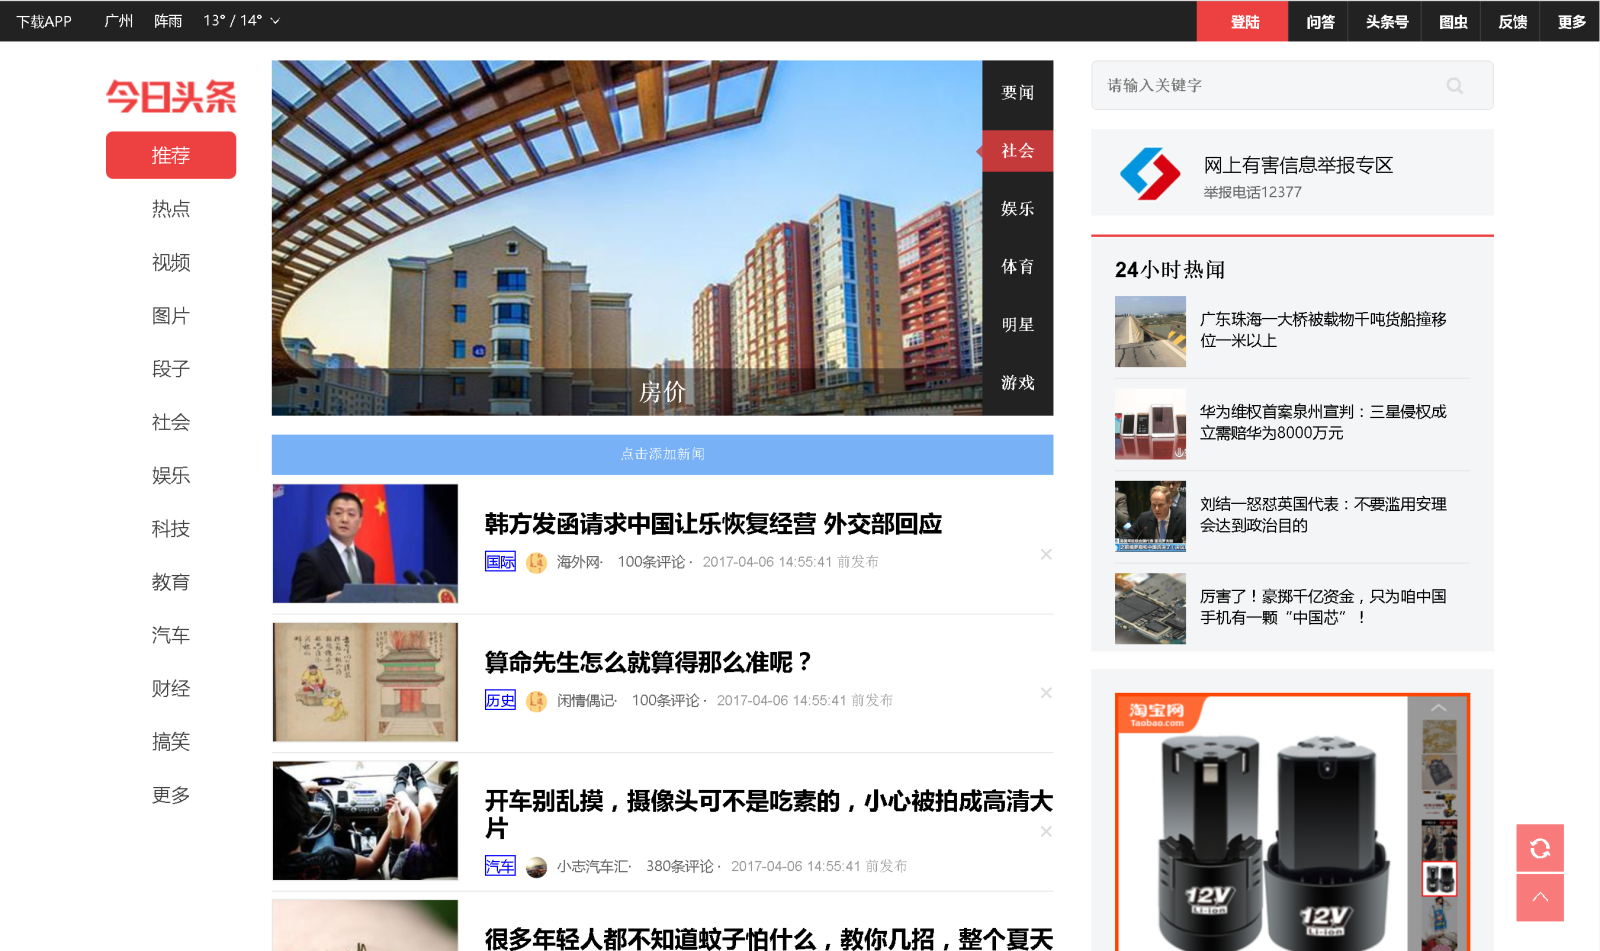 下载APP 广州 阵雨 13° / 14° 登陆 问答 头条号 图虫 反馈 更多
今日头条
推荐
热点
视频
图片
段子
社会
娱乐
科技
教育
汽车
财经
搞笑
更多
要闻
社会
娱乐
体育
明星
游戏
房价
点击添加新闻
韩方发函请求中国让乐恢复经营 外交部回应
国际 海外网· 100条评论 · 2017-04-06 14:55:41 前发布
算命先生怎么就算得那么准呢？
历史 闲情偶记· 100条评论 · 2017-04-06 14:55:41 前发布
开车别乱摸，摄像头可不是吃素的，小心被拍成高清大
片
汽车 小志汽车汇· 380条评论 · 2017-04-06 14:55:41 前发布
很多年轻人都不知道蚊子怕什么，教你几招，整个夏天
请输入关键字
网上有害信息举报专区
举报电话12377
24小时热闻
广东珠海一大桥被载物千吨货船撞移
位一米以上
华为维权首案泉州宣判：三星侵权成
立需赔华为8000万元
刘结一怒怼英国代表：不要滥用安理
会达到政治目的
厉害了！豪掷千亿资金，只为咱中国
手机有一颗“中国芯”！
淘宝网
Taobao.com
12V
Li-ion
12V
Li-ion